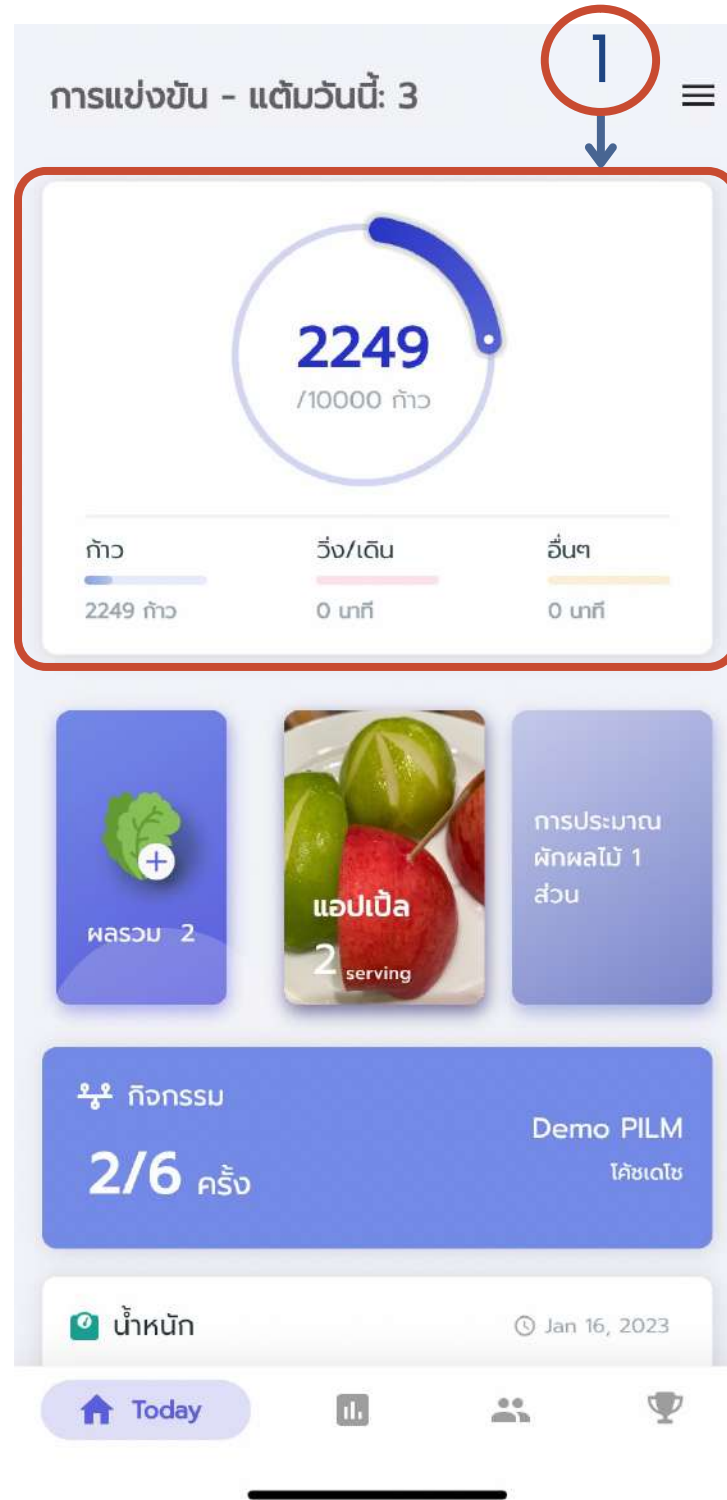 1
การแข่งขัน - แต้มวันนี้: 3
2249
/10000 ก้าว
ก้าว วิ่ง/เดิน อื่นๆ
2249 ก้าว 0 นาที 0 นาที
ผลรวม 2
แอปเปิ้ล
2 serving
การประมาณ
ผักผลไม้ 1
ส่วน
กิจกรรม
2/6 ครั้ง
Demo PILM
โค้ชเดโช
น้ำหนัก Jan 16, 2023
Today